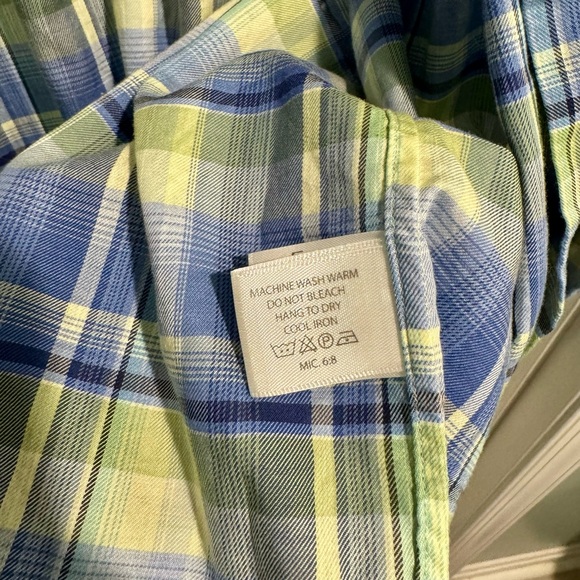 MACHINE WASH WARM
DO NOT BLEACH
HANG TO DRY
COOL IRON
P
MIC. 6:8